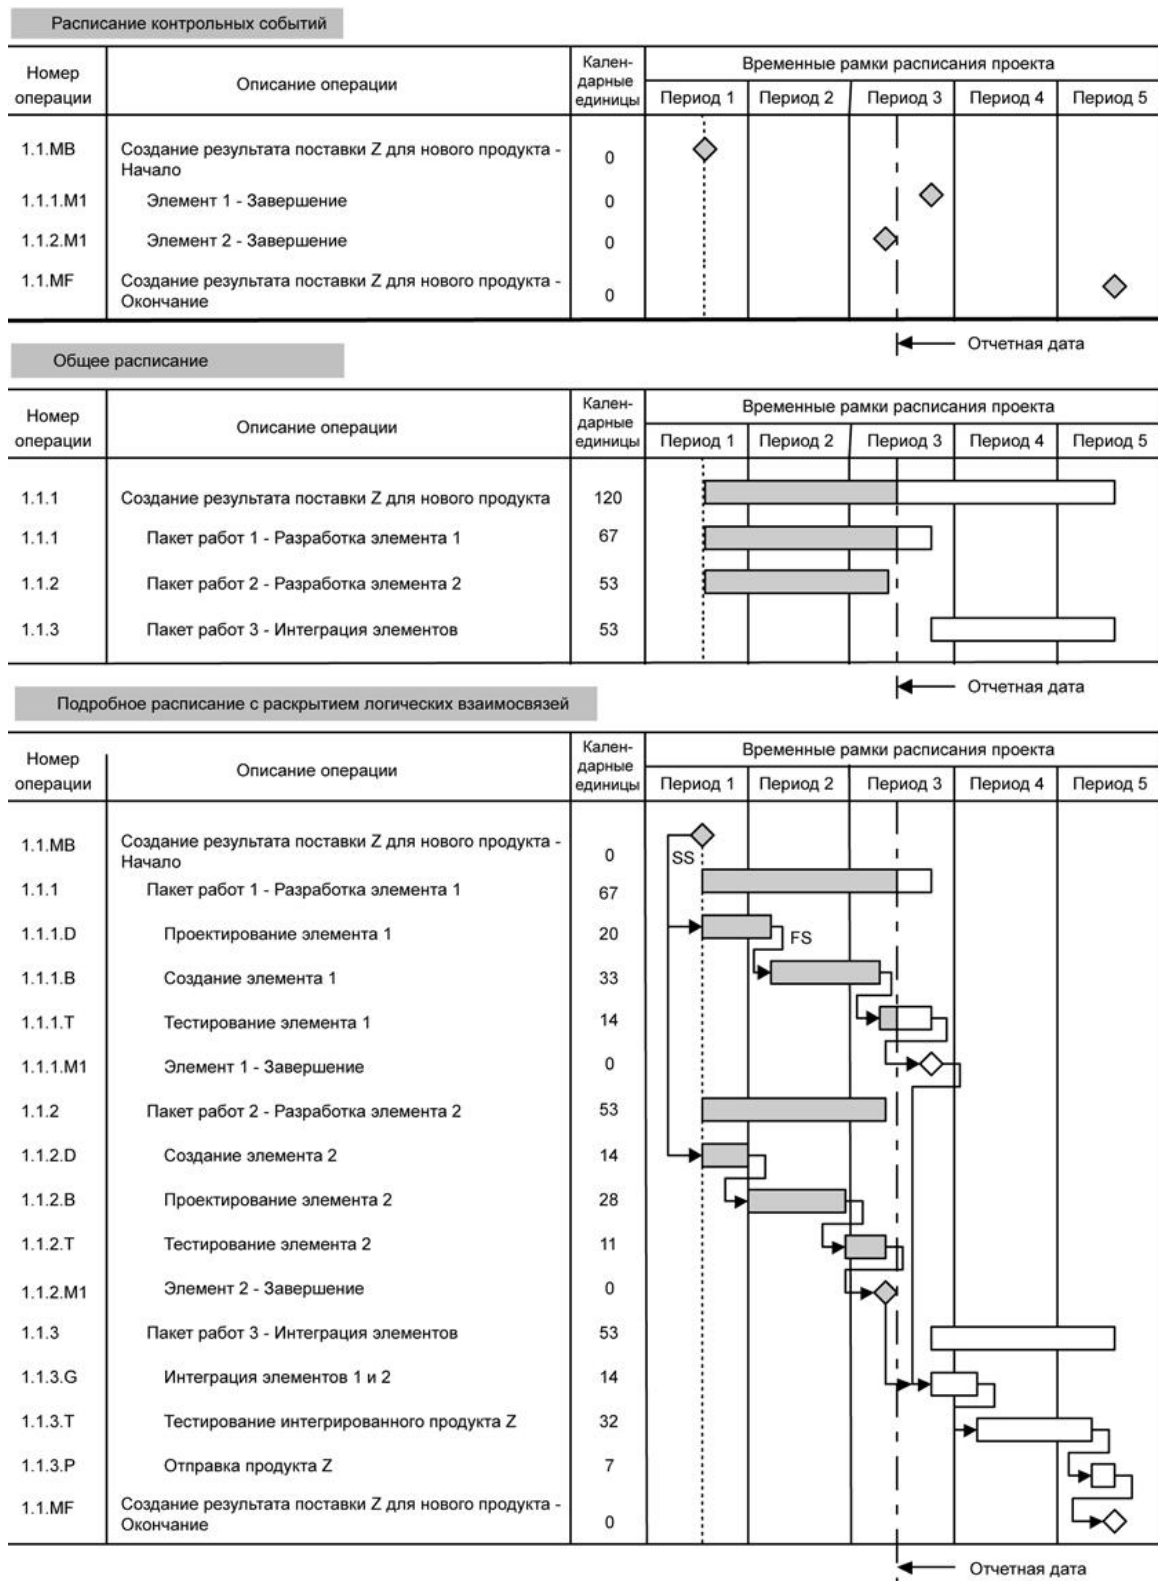 Расписание контрольных событий
Номер операции Описание операции Кален-дарные единицы Временные рамки расписания проекта
Период 1 Период 2 Период 3 Период 4 Период 5
1.1.MB Создание результата поставки Z для нового продукта - 0
Начало
1.1.1.M1 Элемент 1 - Завершение 0
1.1.2.M1 Элемент 2 - Завершение 0
1.1.MF Создание результата поставки Z для нового продукта - 0
Окончание
Отчетная дата
Общее расписание
Номер операции Описание операции Кален-дарные единицы Временные рамки расписания проекта
Период 1 Период 2 Период 3 Период 4 Период 5
1.1.1 Создание результата поставки Z для нового продукта 120
1.1.1 Пакет работ 1 - Разработка элемента 1 67
1.1.2 Пакет работ 2 - Разработка элемента 2 53
1.1.3 Пакет работ 3 - Интеграция элементов 53
Отчетная дата
Подробное расписание с раскрытием логических взаимосвязей
Номер операции Описание операции Кален-дарные единицы Временные рамки расписания проекта
Период 1 Период 2 Период 3 Период 4 Период 5
1.1.MB Создание результата поставки Z для нового продукта - 0
Начало
SS
1.1.1 Пакет работ 1 - Разработка элемента 1 67
1.1.1.D Проектирование элемента 1 20
FS
1.1.1.B Создание элемента 1 33
1.1.1.T Тестирование элемента 1 14
1.1.1.M1 Элемент 1 - Завершение 0
1.1.2 Пакет работ 2 - Разработка элемента 2 53
1.1.2.D Создание элемента 2 14
1.1.2.B Проектирование элемента 2 28
1.1.2.T Тестирование элемента 2 11
1.1.2.M1 Элемент 2 - Завершение 0
1.1.3 Пакет работ 3 - Интеграция элементов 53
1.1.3.G Интеграция элементов 1 и 2 14
1.1.3.T Тестирование интегрированного продукта Z 32
1.1.3.P Отправка продукта Z 7
1.1.MF Создание результата поставки Z для нового продукта - 0
Окончание
Отчетная дата